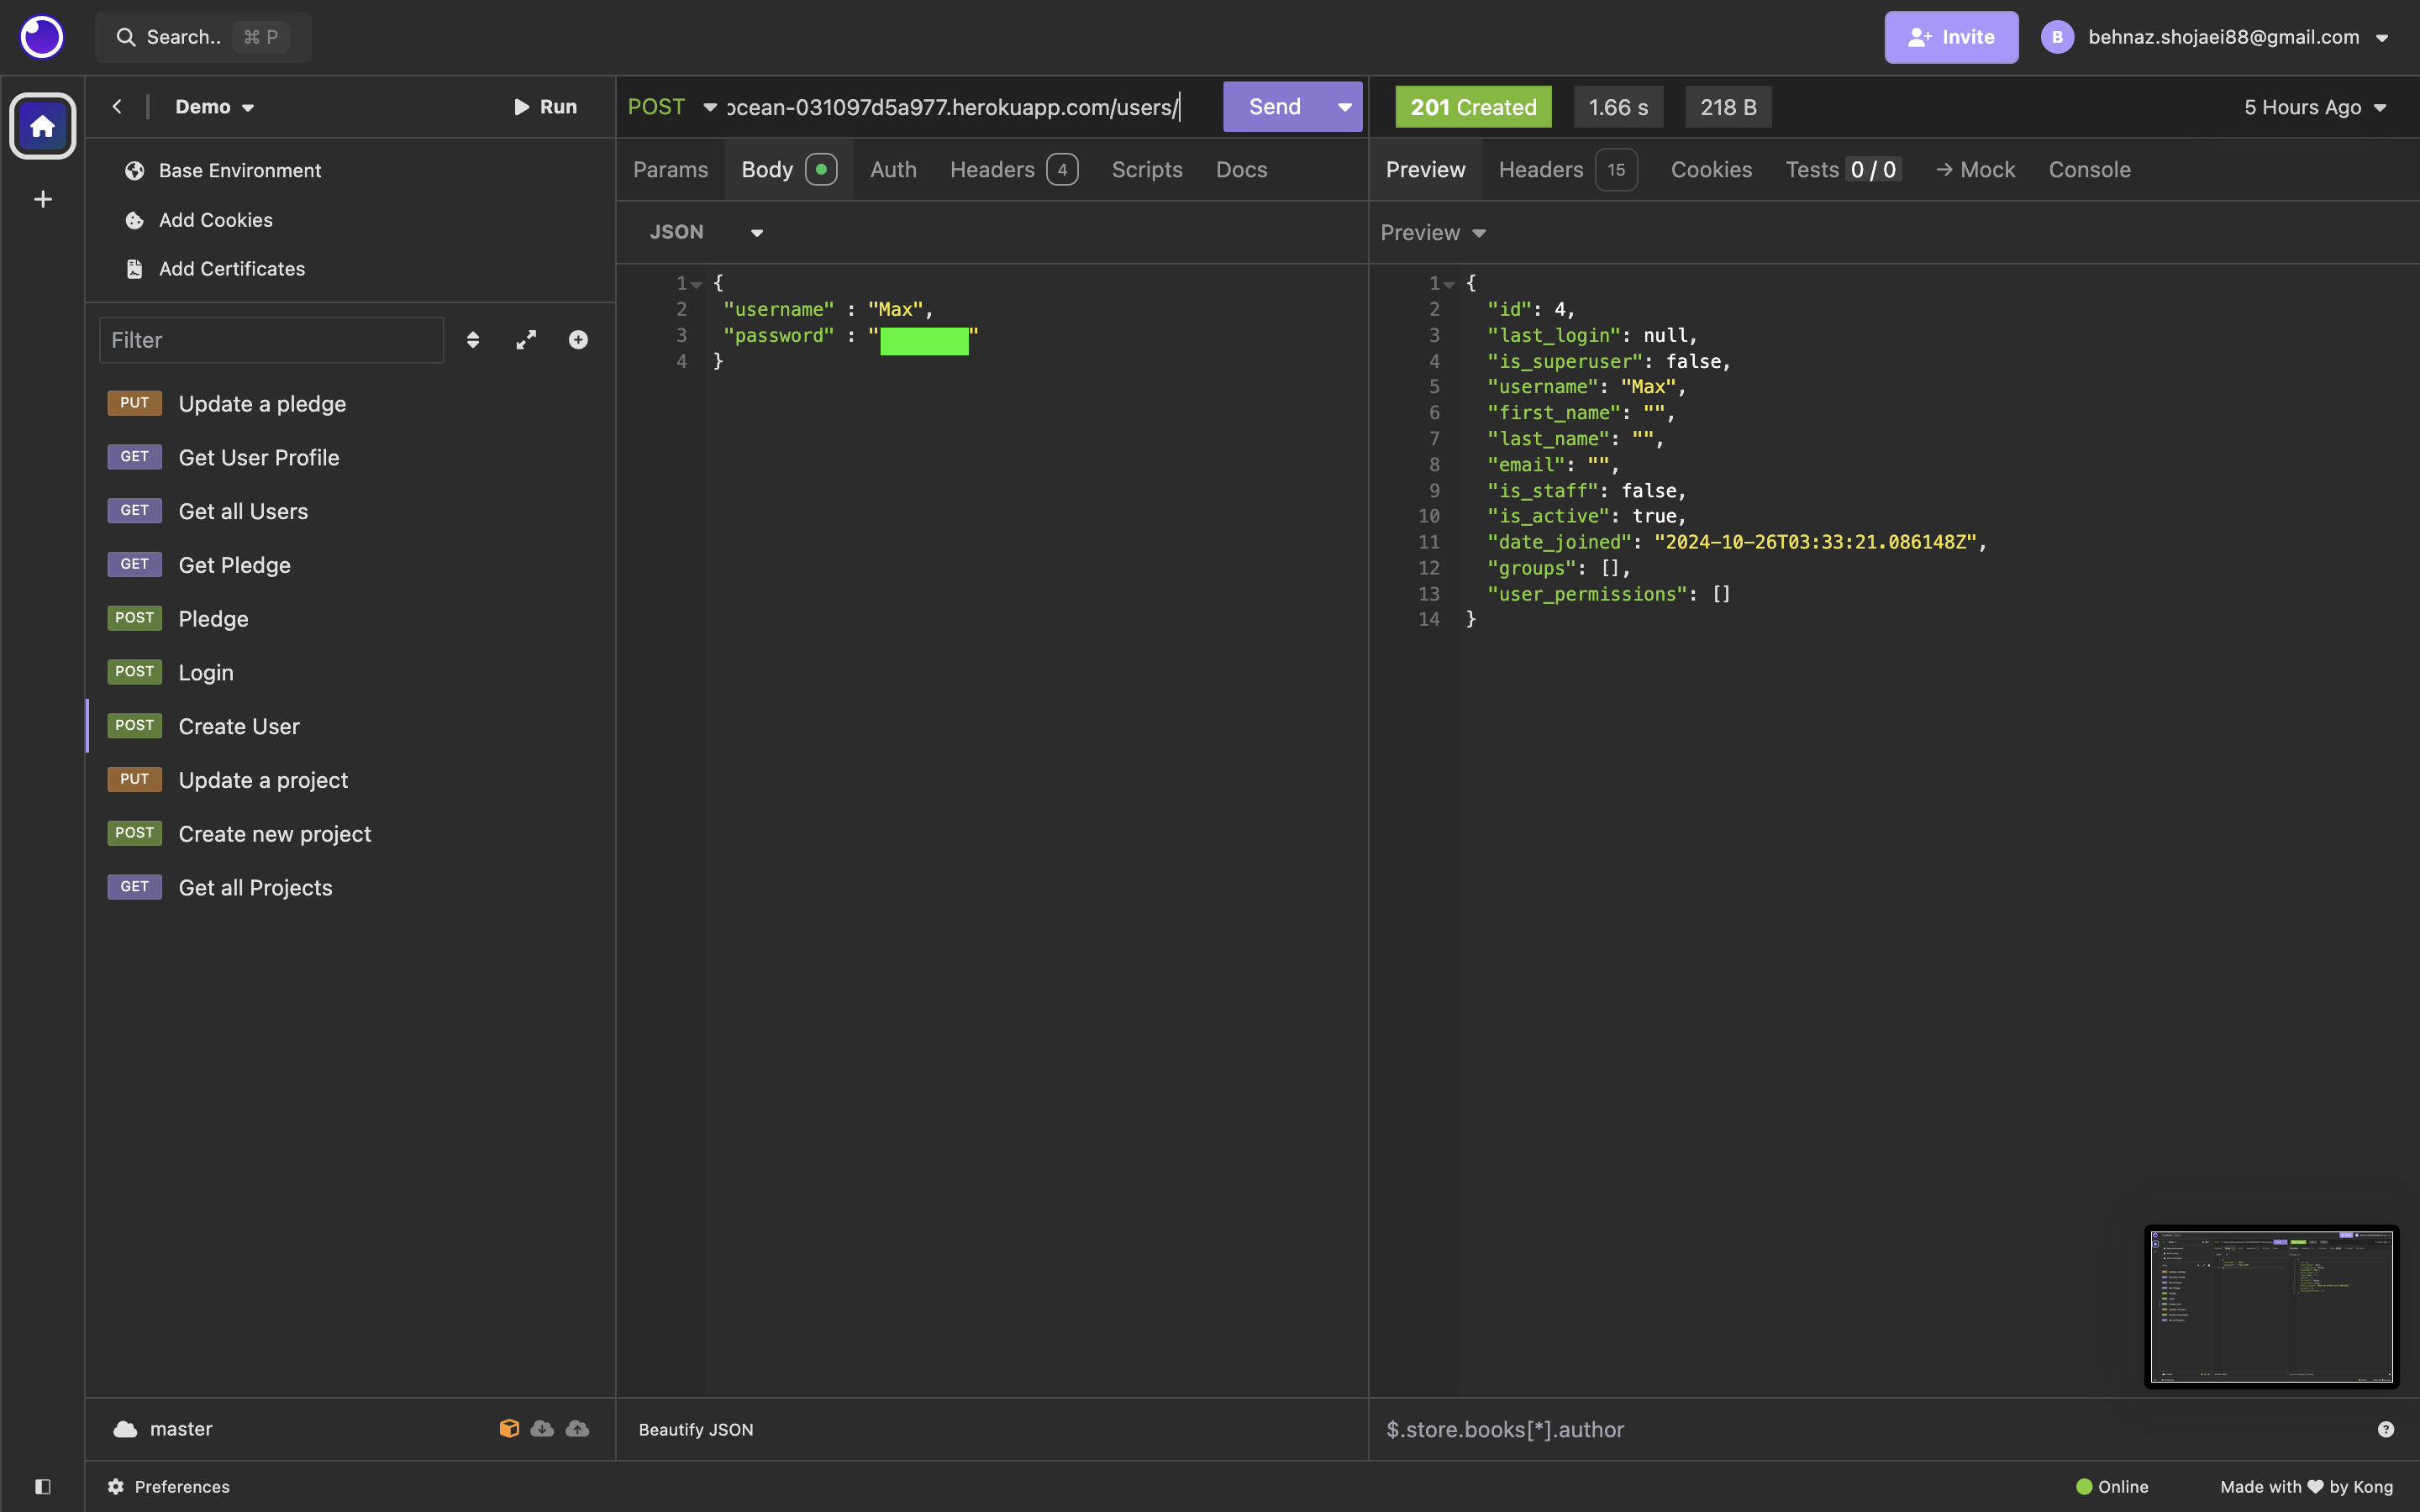 Search.. ⌘ P
Invite
B behnaz.shojaei88@gmail.com
Demo
Run
Base Environment
Add Cookies
Add Certificates
Filter
PUT Update a pledge
GET Get User Profile
GET Get all Users
GET Get Pledge
POST Pledge
POST Login
POST Create User
PUT Update a project
POST Create new project
GET Get all Projects
master
Preferences
POST ocean-031097d5a977.herokuapp.com/users/ Send
Params Body Auth Headers 4 Scripts Docs
JSON
1 {
2 "username" : "Max",
3 "password" : " "
4 }
Beautify JSON
201 Created 1.66 s 218 B 5 Hours Ago
Preview Headers 15 Cookies Tests 0 / 0 → Mock Console
Preview
1 {
2 "id": 4,
3 "last_login": null,
4 "is_superuser": false,
5 "username": "Max",
6 "first_name": "",
7 "last_name": "",
8 "email": "",
9 "is_staff": false,
10 "is_active": true,
11 "date_joined": "2024-10-26T03:33:21.086148Z",
12 "groups": [],
13 "user_permissions": []
14 }
$.store.books[*].author
Online
Made with ♥ by Kong